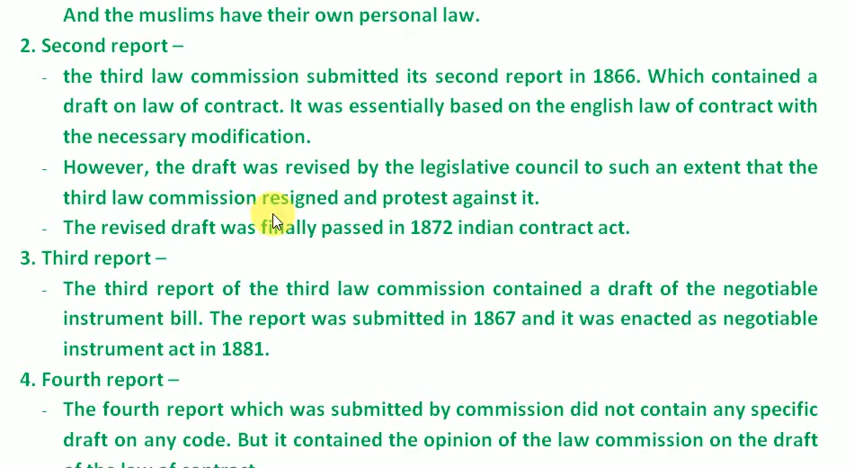 And the muslims have their own personal law.
2. Second report –
- the third law commission submitted its second report in 1866. Which contained a
draft on law of contract. It was essentially based on the english law of contract with
the necessary modification.
- However, the draft was revised by the legislative council to such an extent that the
third law commission resigned and protest against it.
- The revised draft was finally passed in 1872 indian contract act.
3. Third report –
- The third report of the third law commission contained a draft of the negotiable
instrument bill. The report was submitted in 1867 and it was enacted as negotiable
instrument act in 1881.
4. Fourth report –
- The fourth report which was submitted by commission did not contain any specific
draft on any code. But it contained the opinion of the law commission on the draft
of the law of contract